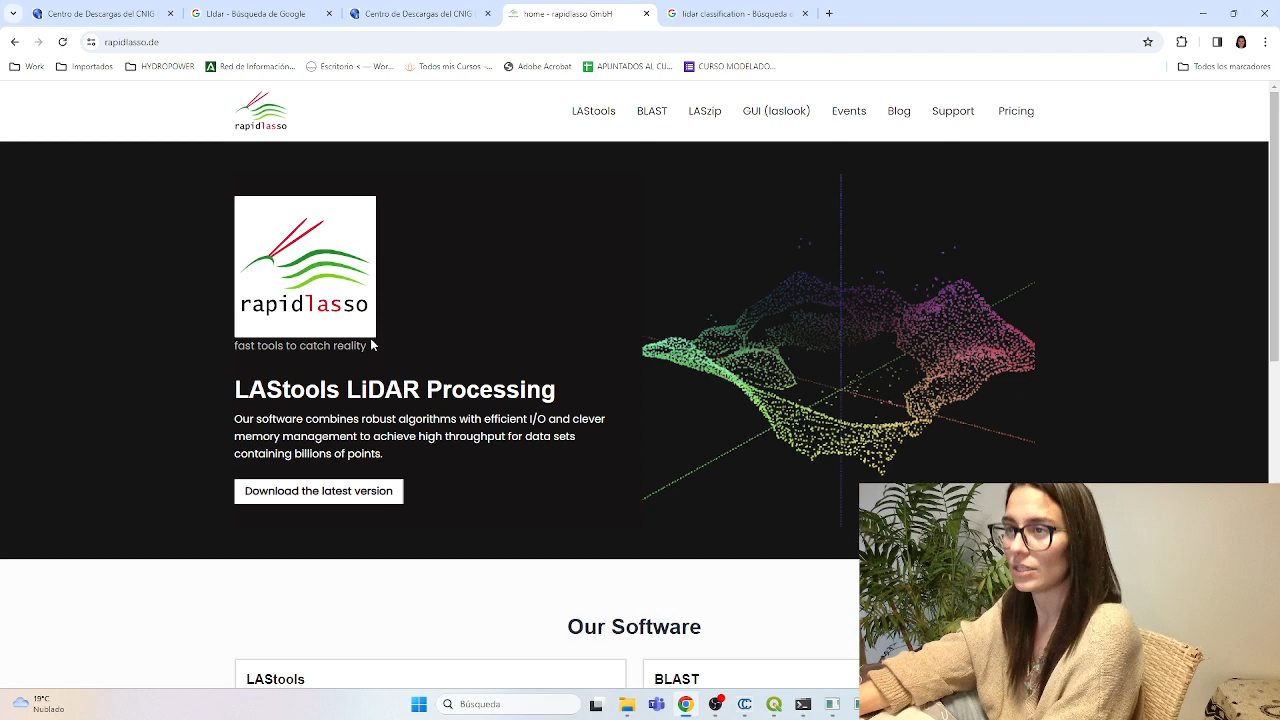 Centro de Descargas del CNIG
Lidar - Búsqueda de Google
Centro de Descargas del CNIG
home - rapidlasso GmbH
lidar classification - Búsqueda
rapidlasso.de
Work
Importados
HYDROPOWER
Red de Información...
Escritorio < — Wor...
Todos mis Cursos -...
Adobe Acrobat
APUNTADOS AL CU...
CURSO MODELADO...
Todos los marcadores
rapidlasso
LAStools
BLAST
LASzip
GUI (laslook)
Events
Blog
Support
Pricing
rapidlasso
fast tools to catch reality
LAStools LiDAR Processing
Our software combines robust algorithms with efficient I/O and clever
memory management to achieve high throughput for data sets
containing billions of points.
Download the latest version
Our Software
LAStools
BLAST
19°C
Nublado
Búsqueda